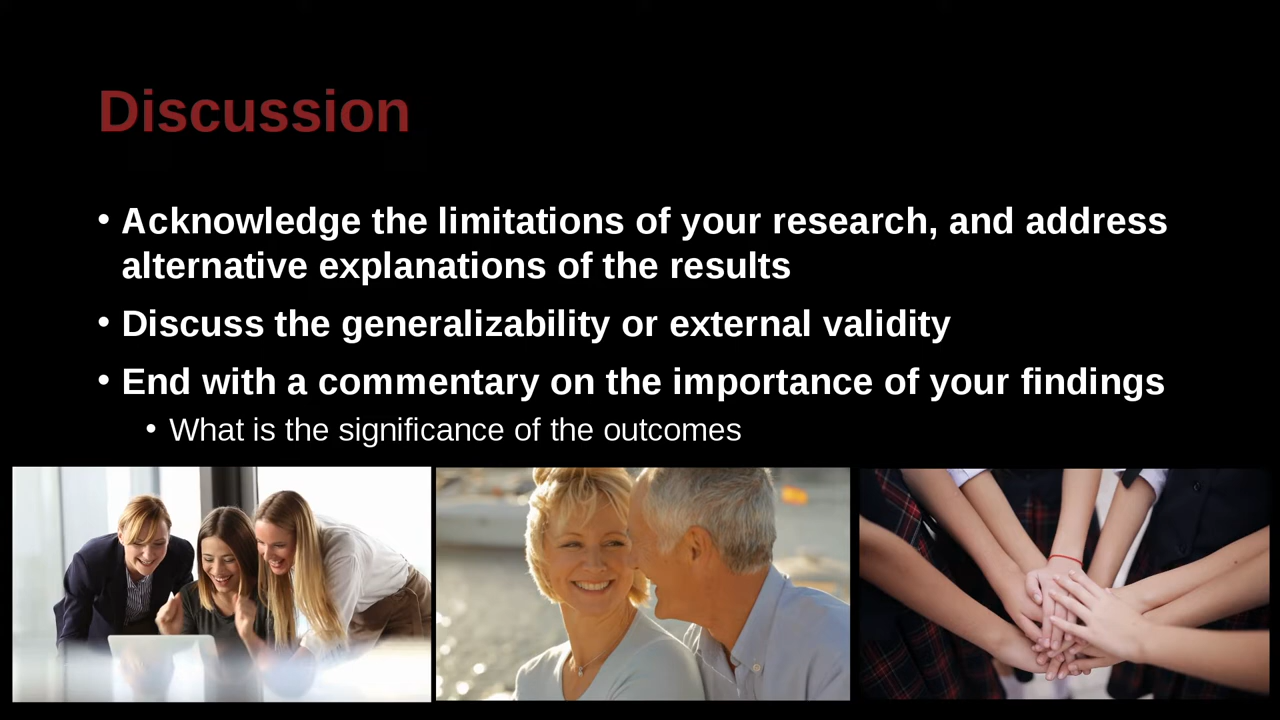 Discussion
• Acknowledge the limitations of your research, and address
alternative explanations of the results
• Discuss the generalizability or external validity
• End with a commentary on the importance of your findings
• What is the significance of the outcomes